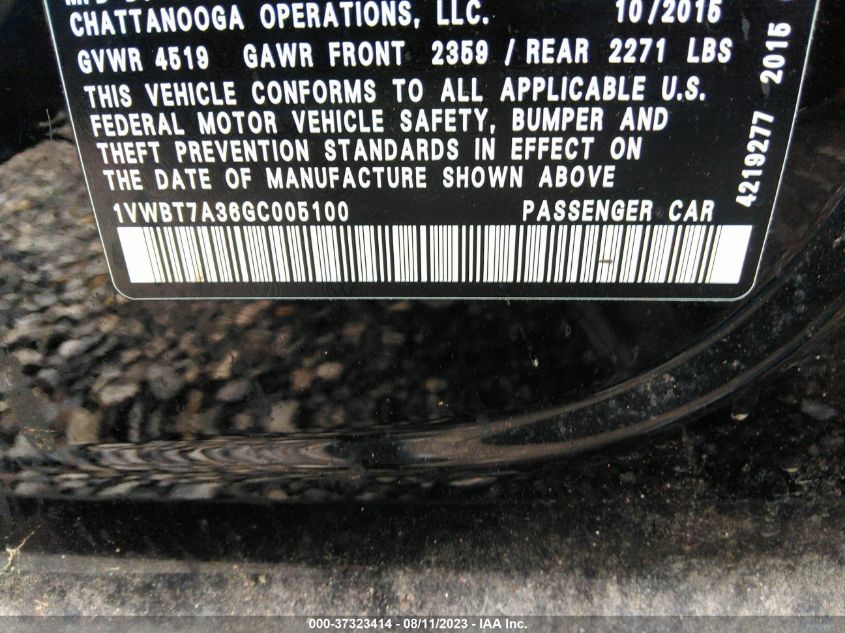 CHATTANOOGA OPERATIONS, LLC. 10/2015
GVWR 4519 GAWR FRONT 2359 / REAR 2271 LBS
THIS VEHICLE CONFORMS TO ALL APPLICABLE U.S.
FEDERAL MOTOR VEHICLE SAFETY, BUMPER AND
THEFT PREVENTION STANDARDS IN EFFECT ON
THE DATE OF MANUFACTURE SHOWN ABOVE
1VWBT7A36GC005100 PASSENGER CAR
4219277 2015
000-37323414 - 08/11/2023 - IAA Inc.